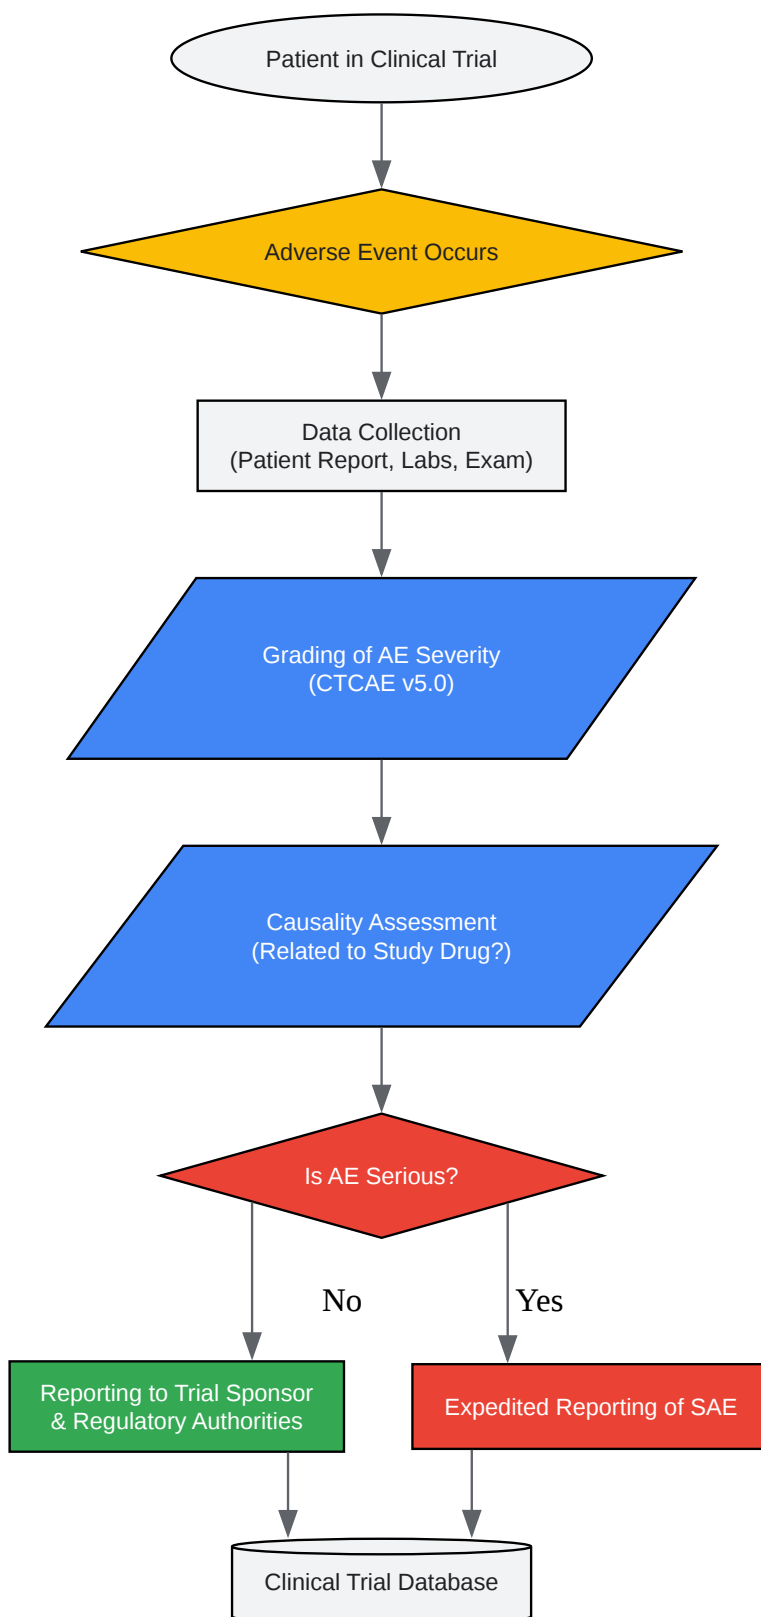 Patient in Clinical Trial
Adverse Event Occurs
Data Collection
(Patient Report, Labs, Exam)
Grading of AE Severity
(CTCAE v5.0)
Causality Assessment
(Related to Study Drug?)
Is AE Serious?
No
Yes
Reporting to Trial Sponsor
& Regulatory Authorities
Expedited Reporting of SAE
Clinical Trial Database